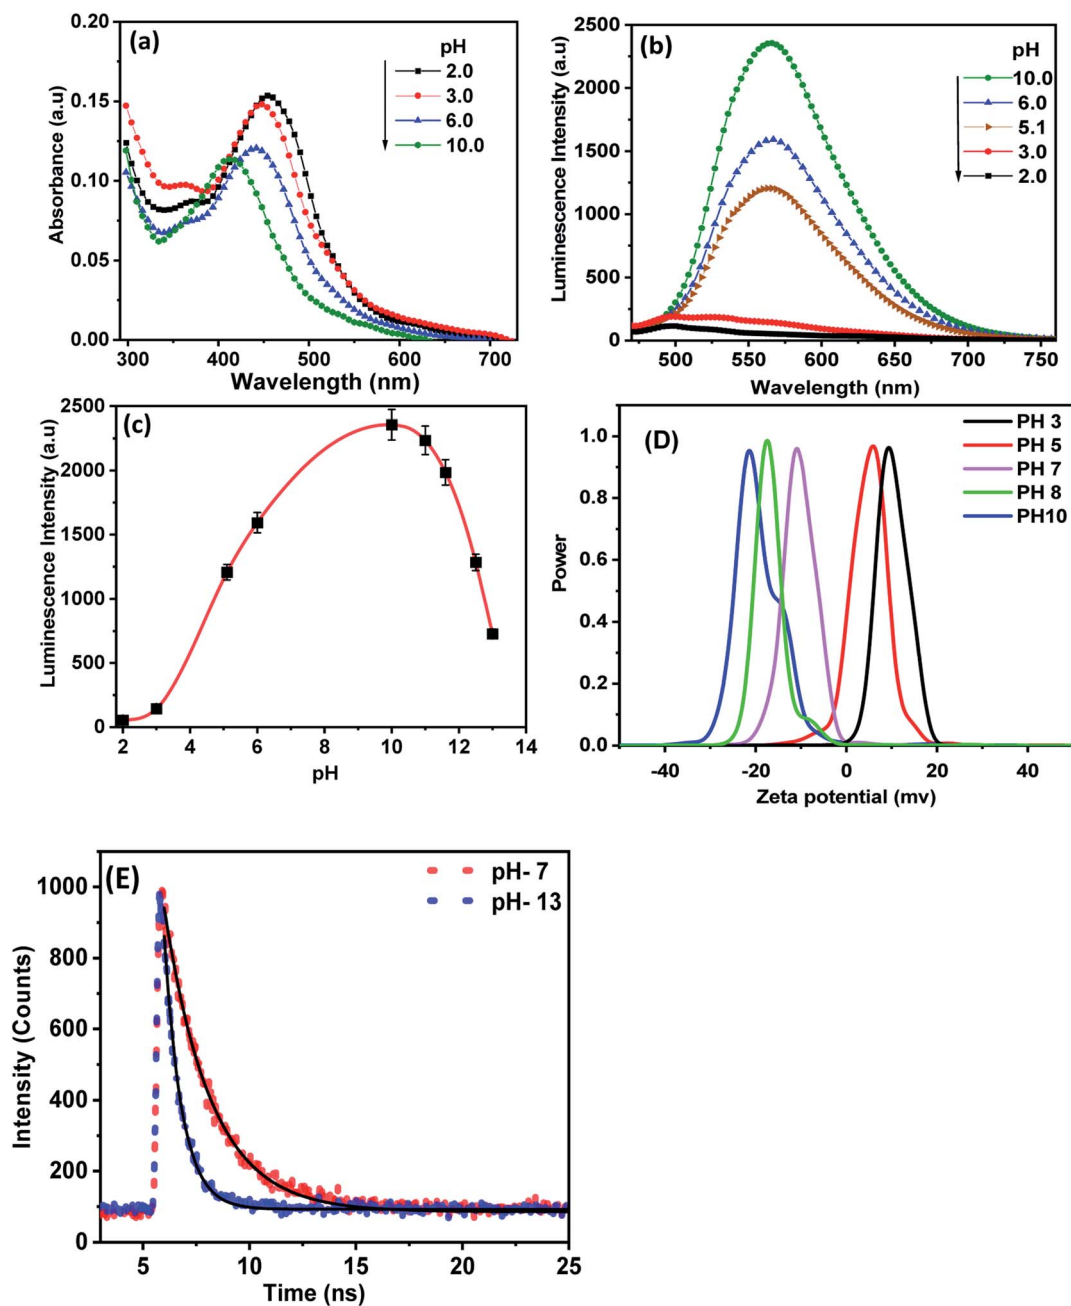 (a)
pH
2.0
3.0
6.0
10.0
0.20
0.15
0.10
0.05
0.00
Absorbance (a.u)
300 400 500 600 700
Wavelength (nm)
(b)
pH
10.0
6.0
5.1
3.0
2.0
2500
2000
1500
1000
500
0
Luminescence Intensity (a.u)
500 550 600 650 700 750
Wavelength (nm)
(c)
2500
2000
1500
1000
500
0
Luminescence Intensity (a.u)
2 4 6 8 10 12 14
pH
(D)
PH 3
PH 5
PH 7
PH 8
PH10
1.0
0.8
0.6
0.4
0.2
0.0
Power
-40 -20 0 20 40
Zeta potential (mv)
(E)
pH- 7
pH- 13
1000
800
600
400
200
0
Intensity (Counts)
5 10 15 20 25
Time (ns)